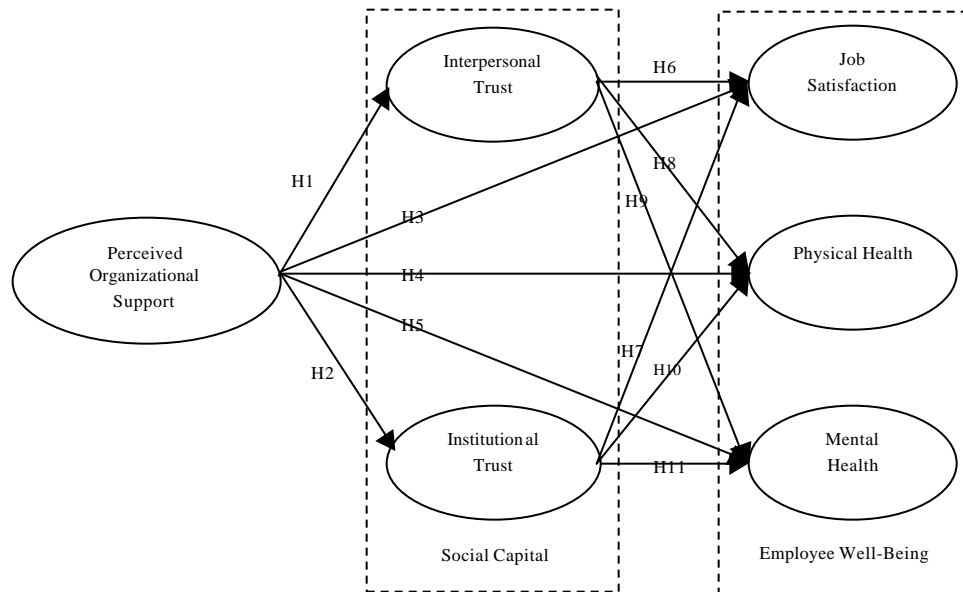 Interpersonal
Trust
Job
Satisfaction
H6
H8
H1
H9
H3
Perceived
Organizational
Support
H4
Physical Health
H5
H7
H2
H10
Institutional
Trust
Mental
Health
H11
Social Capital
Employee Well-Being